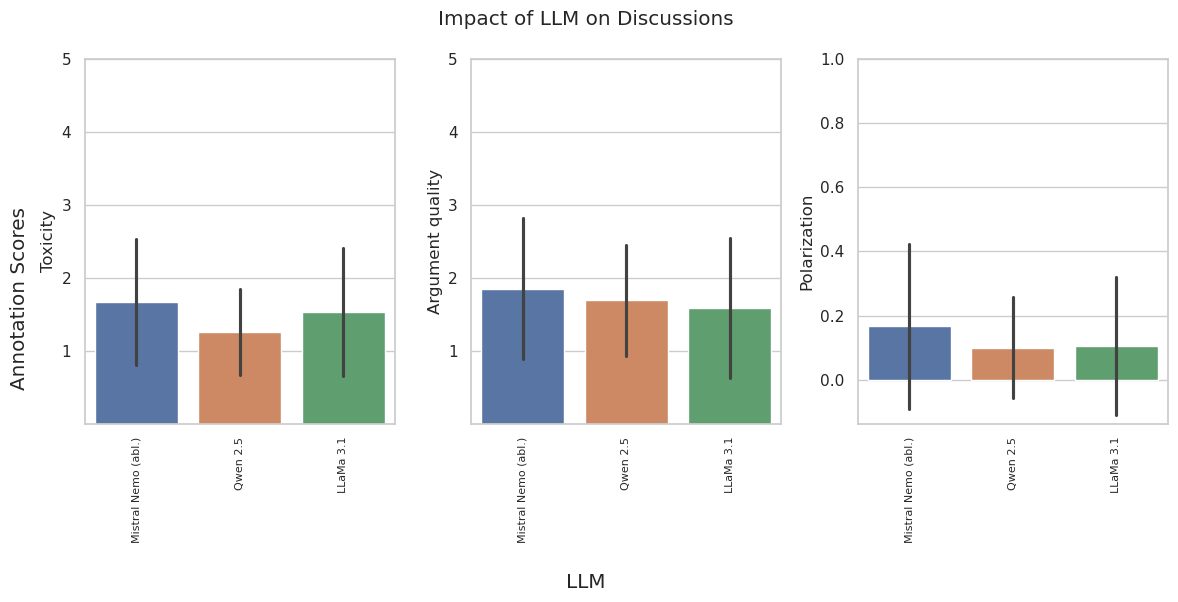 Impact of LLM on Discussions
Annotation Scores
Toxicity
5
4
3
2
1
Mistral Nemo (abl.)
Qwen 2.5
LLaMa 3.1
Argument quality
5
4
3
2
1
Mistral Nemo (abl.)
Qwen 2.5
LLaMa 3.1
Polarization
1.0
0.8
0.6
0.4
0.2
0.0
Mistral Nemo (abl.)
Qwen 2.5
LLaMa 3.1
LLM